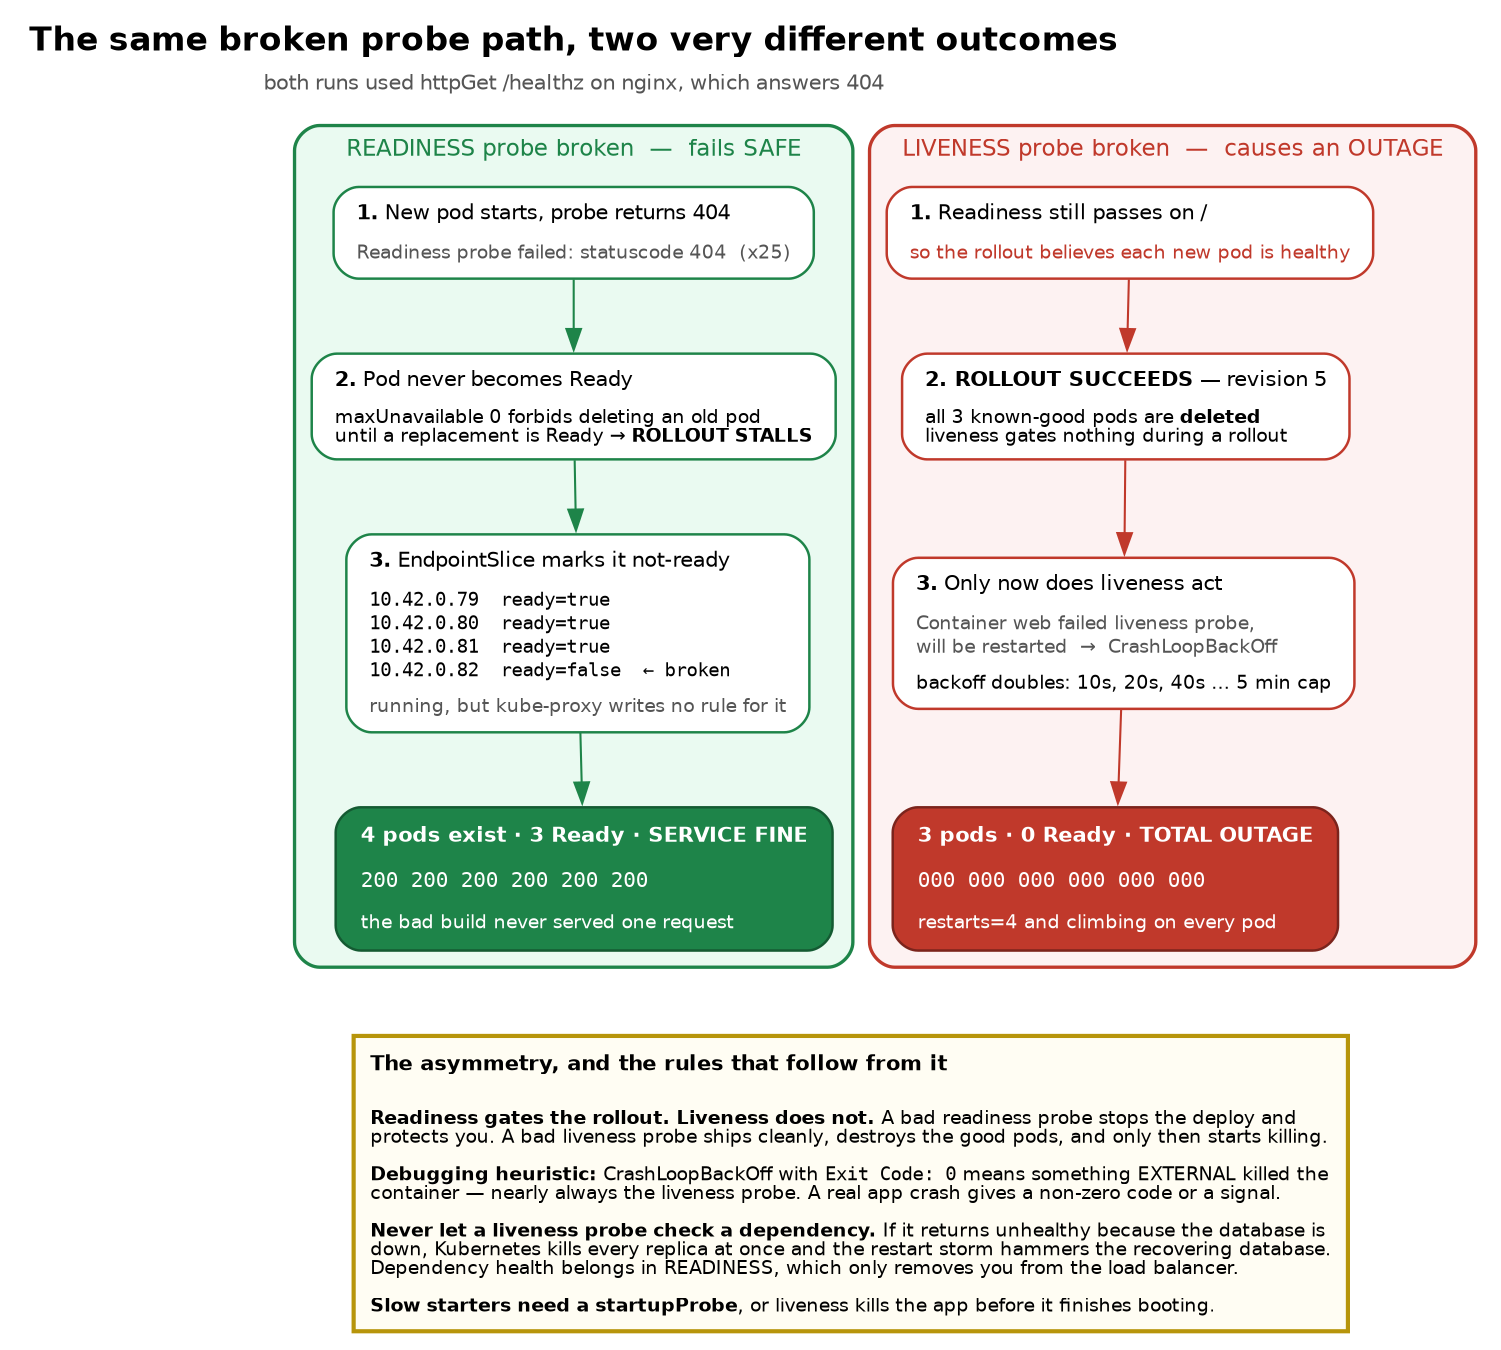 The same broken probe path, two very different outcomes
both runs used httpGet /healthz on nginx, which answers 404
READINESS probe broken — fails SAFE
1. New pod starts, probe returns 404
Readiness probe failed: statuscode 404 (x25)
2. Pod never becomes Ready
maxUnavailable 0 forbids deleting an old pod
until a replacement is Ready → ROLLOUT STALLS
3. EndpointSlice marks it not-ready
10.42.0.79 ready=true
10.42.0.80 ready=true
10.42.0.81 ready=true
10.42.0.82 ready=false ← broken
running, but kube-proxy writes no rule for it
4 pods exist · 3 Ready · SERVICE FINE
200 200 200 200 200 200
the bad build never served one request
LIVENESS probe broken — causes an OUTAGE
1. Readiness still passes on /
so the rollout believes each new pod is healthy
2. ROLLOUT SUCCEEDS — revision 5
all 3 known-good pods are deleted
liveness gates nothing during a rollout
3. Only now does liveness act
Container web failed liveness probe,
will be restarted → CrashLoopBackOff
backoff doubles: 10s, 20s, 40s ... 5 min cap
3 pods · 0 Ready · TOTAL OUTAGE
000 000 000 000 000 000
restarts=4 and climbing on every pod
The asymmetry, and the rules that follow from it
Readiness gates the rollout. Liveness does not. A bad readiness probe stops the deploy and
protects you. A bad liveness probe ships cleanly, destroys the good pods, and only then starts killing.
Debugging heuristic: CrashLoopBackOff with Exit Code: 0 means something EXTERNAL killed the
container — nearly always the liveness probe. A real app crash gives a non-zero code or a signal.
Never let a liveness probe check a dependency. If it returns unhealthy because the database is
down, Kubernetes kills every replica at once and the restart storm hammers the recovering database.
Dependency health belongs in READINESS, which only removes you from the load balancer.
Slow starters need a startupProbe, or liveness kills the app before it finishes booting.